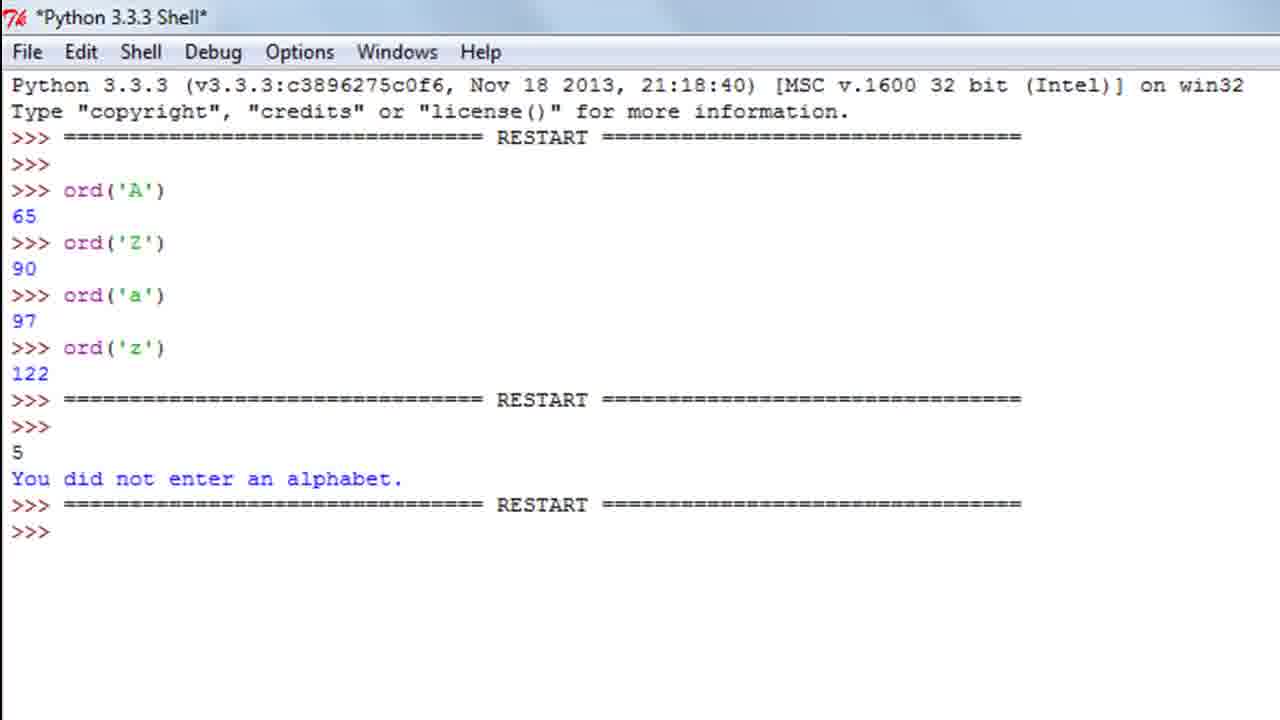 *Python 3.3.3 Shell*
File Edit Shell Debug Options Windows Help
Python 3.3.3 (v3.3.3:c3896275c0f6, Nov 18 2013, 21:18:40) [MSC v.1600 32 bit (Intel)] on win32
Type "copyright", "credits" or "license()" for more information.
>>> ================================ RESTART ================================
>>>
>>> ord('A')
65
>>> ord('Z')
90
>>> ord('a')
97
>>> ord('z')
122
>>> ================================ RESTART ================================
>>>
5
You did not enter an alphabet.
>>> ================================ RESTART ================================
>>>